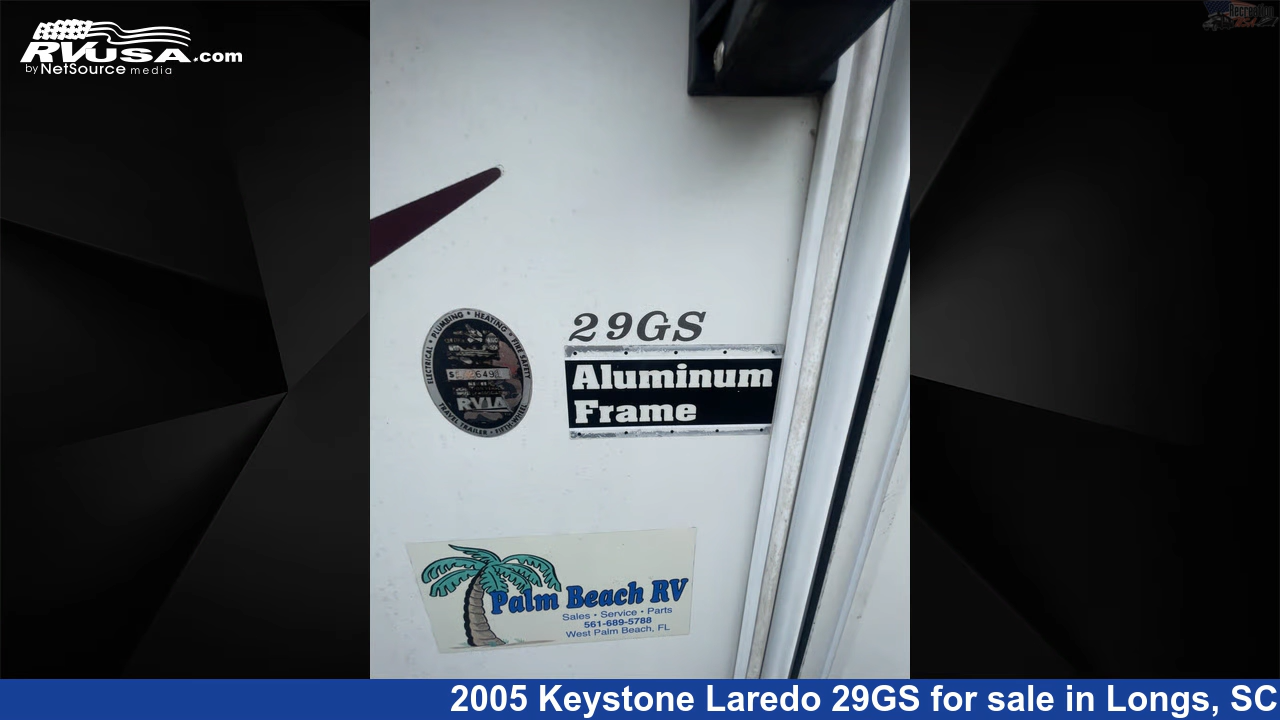 RVUSA.com
by NetSource media
Recreation
USA
29GS
Aluminum
Frame
ELECTRICAL • PLUMBING • HEATING • FIRE SAFETY
RVIA
TRAVEL TRAILER • FIFTH WHEEL
Palm Beach RV
Sales • Service • Parts
561-689-5788
West Palm Beach, FL
2005 Keystone Laredo 29GS for sale in Longs, SC